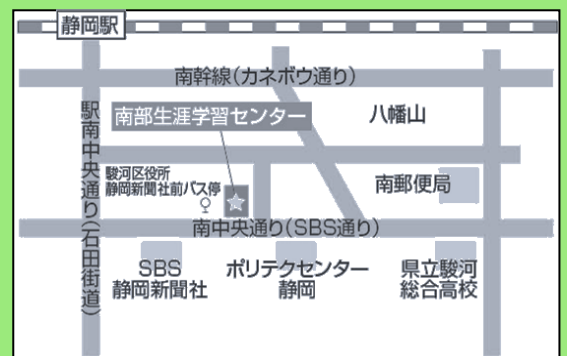 静岡駅
南幹線(カネボウ通り)
南部生涯学習センター
八幡山
駅南中央通り(石田街道)
駿河区役所
静岡新聞社前バス停
南郵便局
南中央通り(SBS通り)
SBS
静岡新聞社
ポリテクセンター
静岡
県立駿河
総合高校